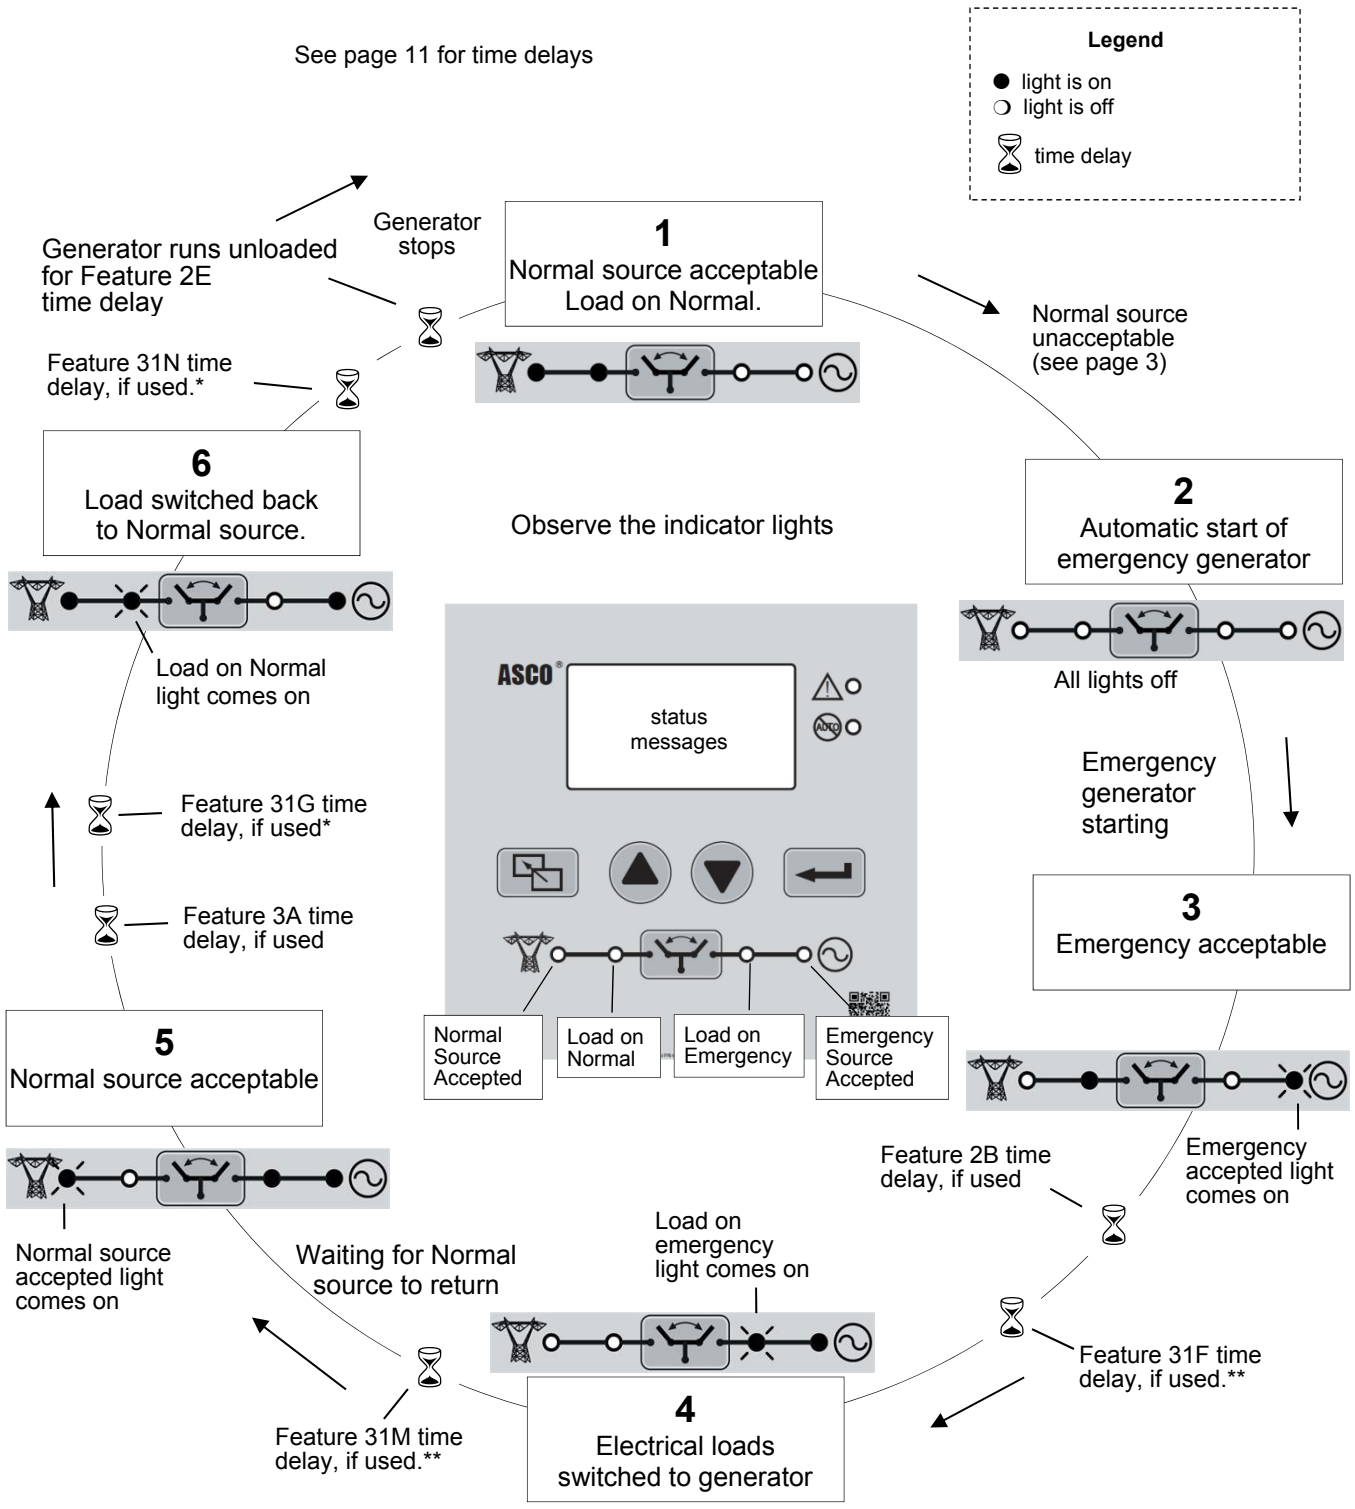 See page 11 for time delays
Legend
light is on
light is off
time delay
Generator
stops
Generator runs unloaded
for Feature 2E
time delay
Feature 31N time
delay, if used.*
1
Normal source acceptable
Load on Normal.
Normal source
unacceptable
(see page 3)
2
Automatic start of
emergency generator
All lights off
Emergency
generator
starting
3
Emergency acceptable
Emergency
accepted light
comes on
Feature 2B time
delay, if used
Feature 31F time
delay, if used.**
Load on
emergency
light comes on
4
Electrical loads
switched to generator
Feature 31M time
delay, if used.**
Waiting for Normal
source to return
5
Normal source acceptable
Normal source
accepted light
comes on
Feature 3A time
delay, if used
Feature 31G time
delay, if used*
6
Load switched back
to Normal source.
Load on Normal
light comes on
Observe the indicator lights
ASCO®
status
messages
AUTO
Normal
Source
Accepted
Load on
Normal
Load on
Emergency
Emergency
Source
Accepted